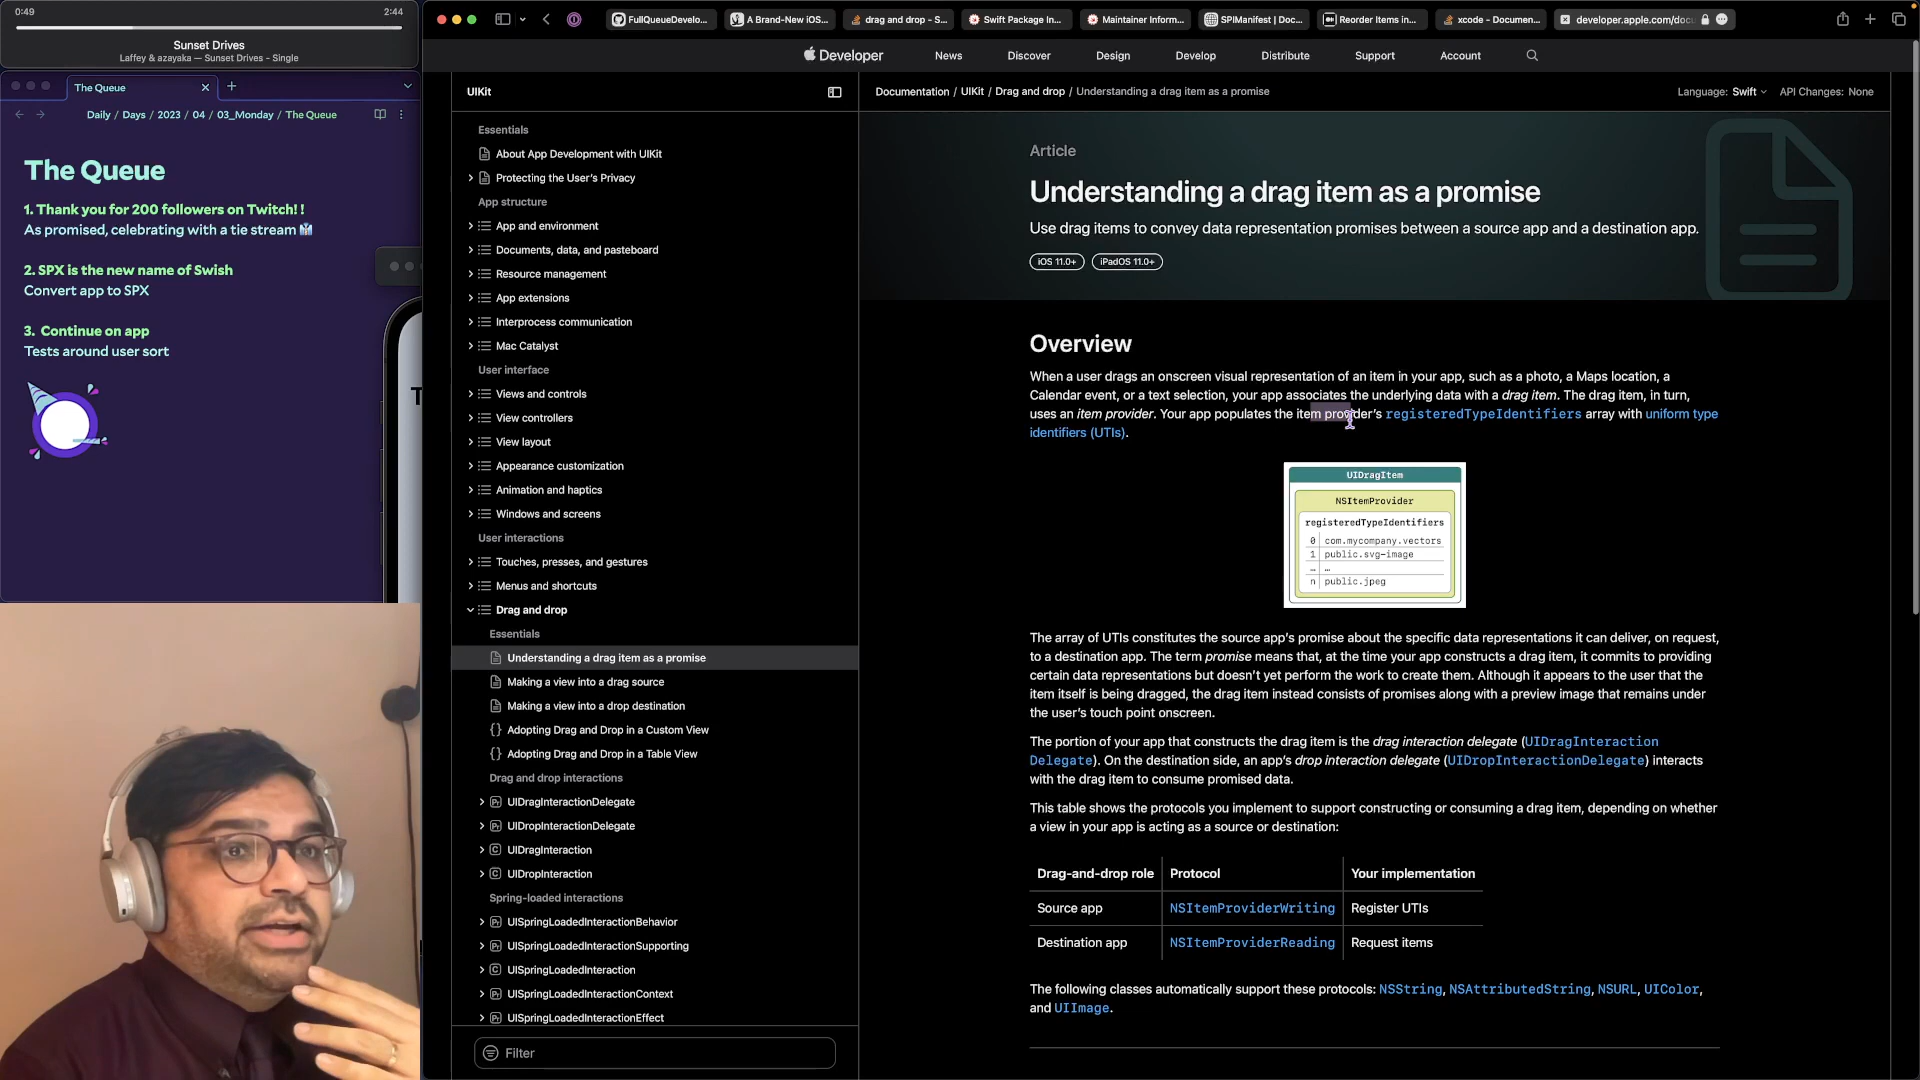 0:49
2:44
Sunset Drives
Laffey & azayaka — Sunset Drives - Single
The Queue
Daily / Days / 2023 / 04 / 03_Monday / The Queue
The Queue
1. Thank you for 200 followers on Twitch! !
As promised, celebrating with a tie stream 👔
2. SPX is the new name of Swish
Convert app to SPX
3. Continue on app
Tests around user sort
T
FullQueueDevelo...
A Brand-New iOS...
drag and drop - S...
Swift Package In...
Maintainer Inform...
SPIManifest | Doc...
Reorder Items in...
xcode - Documen...
developer.apple.com/doc
Developer
News
Discover
Design
Develop
Distribute
Support
Account
UIKit
Essentials
About App Development with UIKit
Protecting the User's Privacy
App structure
App and environment
Documents, data, and pasteboard
Resource management
App extensions
Interprocess communication
Mac Catalyst
User interface
Views and controls
View controllers
View layout
Appearance customization
Animation and haptics
Windows and screens
User interactions
Touches, presses, and gestures
Menus and shortcuts
Drag and drop
Essentials
Understanding a drag item as a promise
Making a view into a drag source
Making a view into a drop destination
{} Adopting Drag and Drop in a Custom View
{} Adopting Drag and Drop in a Table View
Drag and drop interactions
Pr UIDragInteractionDelegate
Pr UIDropInteractionDelegate
C UIDragInteraction
C UIDropInteraction
Spring-loaded interactions
Pr UISpringLoadedInteractionBehavior
Pr UISpringLoadedInteractionSupporting
C UISpringLoadedInteraction
Pr UISpringLoadedInteractionContext
Pr UISpringLoadedInteractionEffect
Filter
Documentation / UIKit / Drag and drop / Understanding a drag item as a promise
Language: Swift
API Changes: None
Article
Understanding a drag item as a promise
Use drag items to convey data representation promises between a source app and a destination app.
iOS 11.0+
iPadOS 11.0+
Overview
When a user drags an onscreen visual representation of an item in your app, such as a photo, a Maps location, a
Calendar event, or a text selection, your app associates the underlying data with a drag item. The drag item, in turn,
uses an item provider. Your app populates the item provider's registeredTypeIdentifiers array with uniform type
identifiers (UTIs).
UIDragItem
NSItemProvider
registeredTypeIdentifiers
0 com.mycompany.vectors
1 public.svg-image
… …
n public.jpeg
The array of UTIs constitutes the source app's promise about the specific data representations it can deliver, on request,
to a destination app. The term promise means that, at the time your app constructs a drag item, it commits to providing
certain data representations but doesn't yet perform the work to create them. Although it appears to the user that the
item itself is being dragged, the drag item instead consists of promises along with a preview image that remains under
the user's touch point onscreen.
The portion of your app that constructs the drag item is the drag interaction delegate (UIDragInteraction
Delegate). On the destination side, an app's drop interaction delegate (UIDropInteractionDelegate) interacts
with the drag item to consume promised data.
This table shows the protocols you implement to support constructing or consuming a drag item, depending on whether
a view in your app is acting as a source or destination:
Drag-and-drop role Protocol Your implementation
Source app NSItemProviderWriting Register UTIs
Destination app NSItemProviderReading Request items
The following classes automatically support these protocols: NSString, NSAttributedString, NSURL, UIColor,
and UIImage.